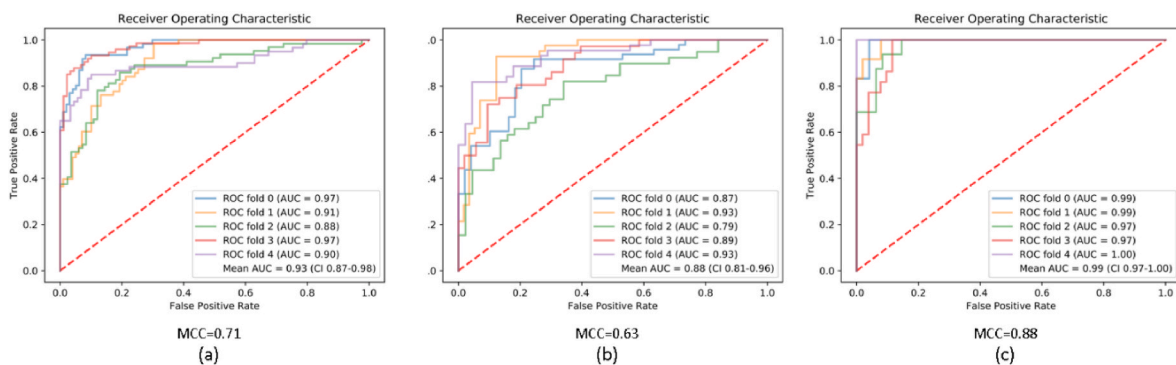 Receiver Operating Characteristic
1.0
0.8
0.6
0.4
0.2
0.0
True Positive Rate
0.0 0.2 0.4 0.6 0.8 1.0
False Positive Rate
ROC fold 0 (AUC = 0.97)
ROC fold 1 (AUC = 0.91)
ROC fold 2 (AUC = 0.88)
ROC fold 3 (AUC = 0.97)
ROC fold 4 (AUC = 0.90)
Mean AUC = 0.93 (CI 0.87-0.98)
MCC=0.71
(a)
Receiver Operating Characteristic
.0
0.8
0.6
0.4
0.2
.0
True Positive Rate
0.0 0.2 0.4 0.6 0.8 1.0
False Positive Rate
ROC fold 0 (AUC = 0.87)
ROC fold 1 (AUC = 0.93)
ROC fold 2 (AUC = 0.79)
ROC fold 3 (AUC = 0.89)
ROC fold 4 (AUC = 0.93)
Mean AUC = 0.88 (CI 0.81-0.96)
MCC=0.63
(b)
Receiver Operating Characteristic
1.0
0.8
0.6
0.4
0.2
0.0
True Positive Rate
0.0 0.2 0.4 0.6 0.8 1.0
False Positive Rate
ROC fold 0 (AUC = 0.99)
ROC fold 1 (AUC = 0.99)
ROC fold 2 (AUC = 0.97)
ROC fold 3 (AUC = 0.97)
ROC fold 4 (AUC = 1.00)
Mean AUC = 0.99 (CI 0.97-1.00)
MCC=0.88
(c)